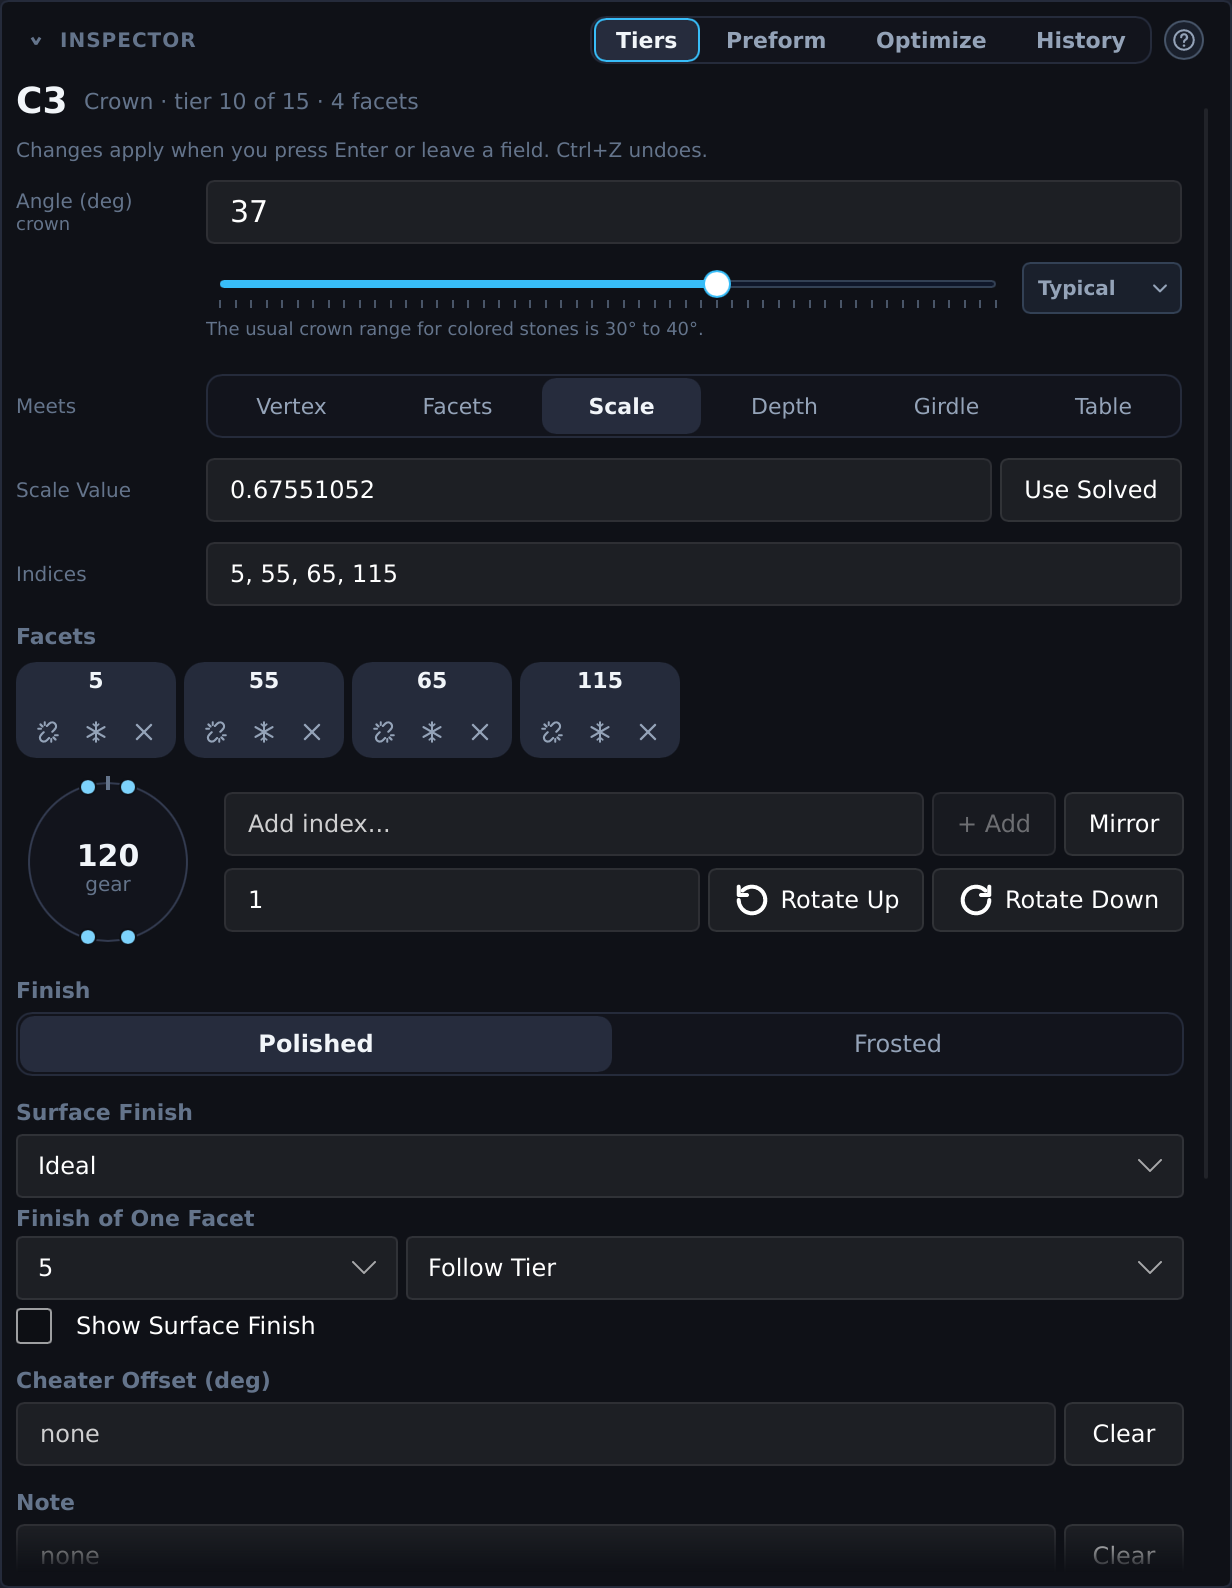 INSPECTOR
Tiers Preform Optimize History
C3 Crown · tier 10 of 15 · 4 facets
Changes apply when you press Enter or leave a field. Ctrl+Z undoes.
Angle (deg)
crown
37
Typical
The usual crown range for colored stones is 30° to 40°.
Meets Vertex Facets Scale Depth Girdle Table
Scale Value 0.67551052 Use Solved
Indices 5, 55, 65, 115
Facets
5 55 65 115
120
gear
Add index... + Add Mirror
1 Rotate Up Rotate Down
Finish
Polished Frosted
Surface Finish
Ideal
Finish of One Facet
5 Follow Tier
Show Surface Finish
Cheater Offset (deg)
none Clear
Note
none Clear